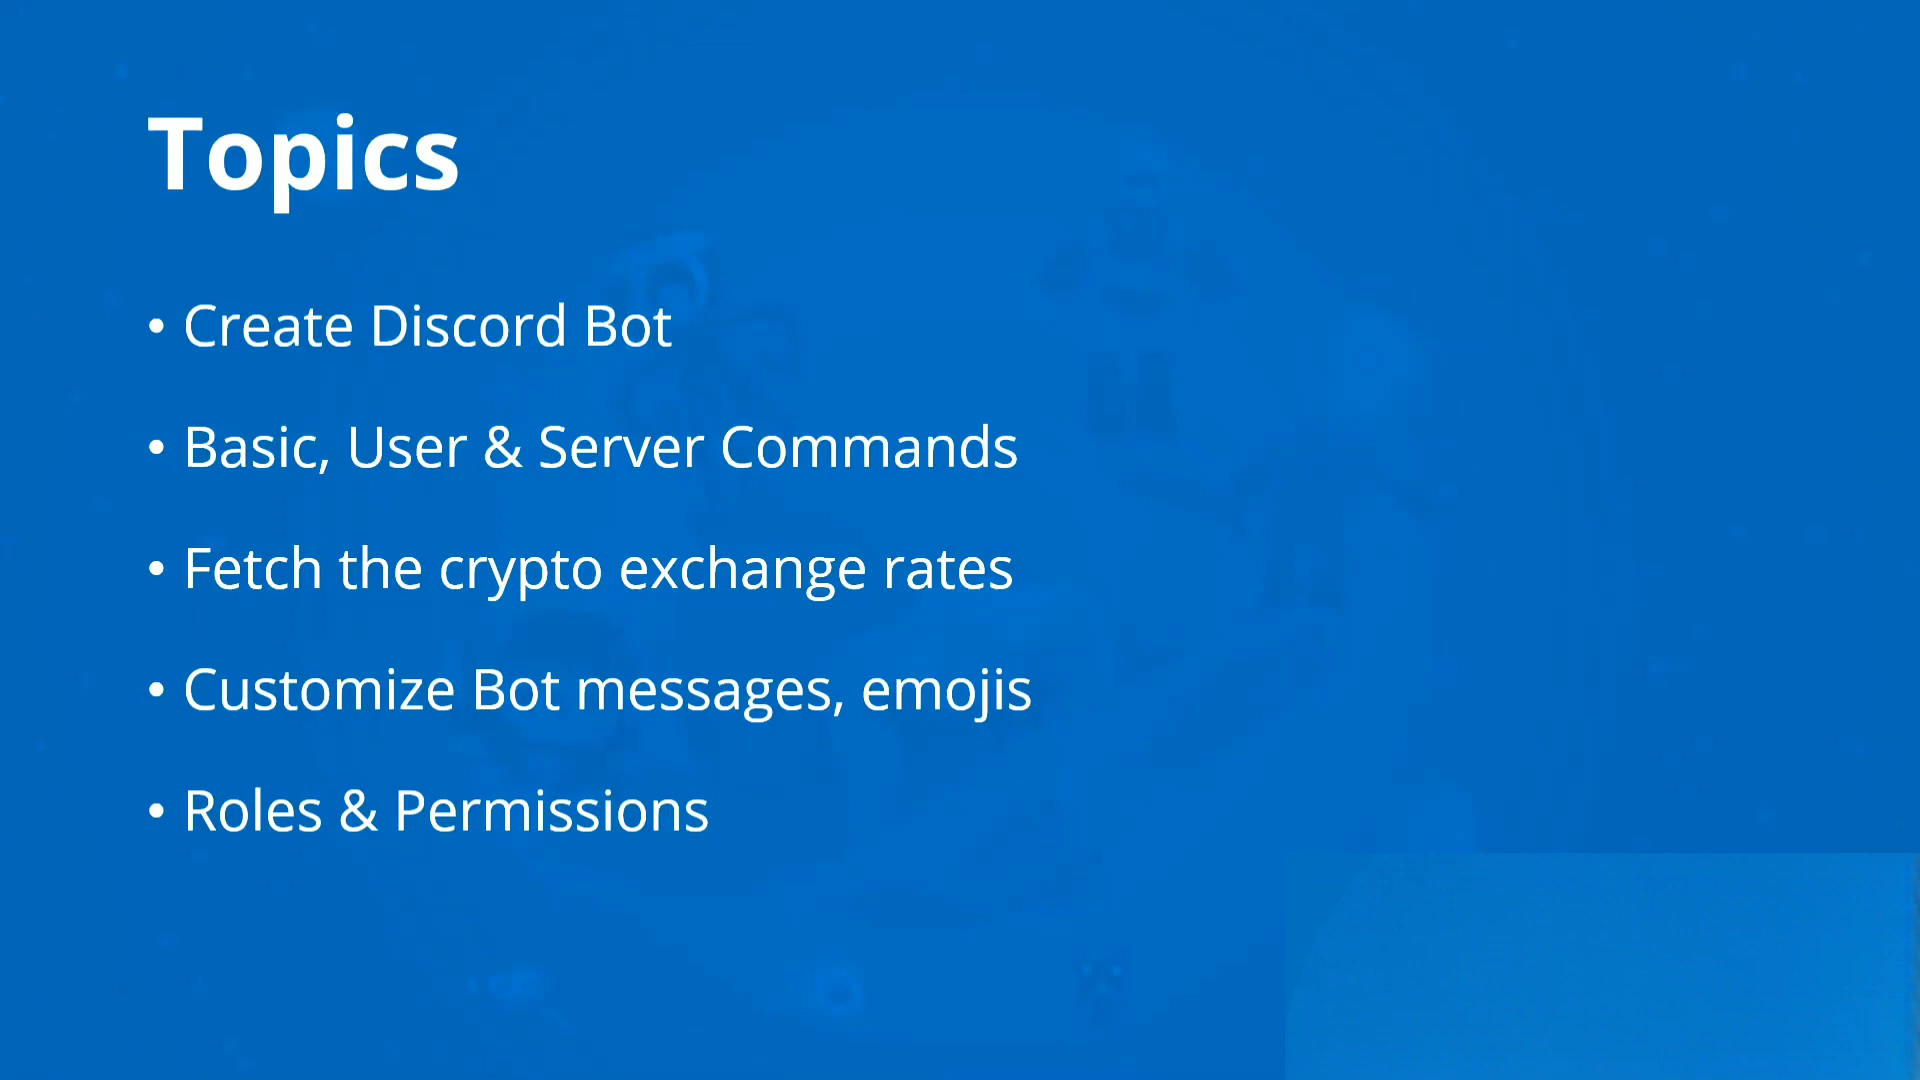 Topics
• Create Discord Bot
• Basic, User & Server Commands
• Fetch the crypto exchange rates
• Customize Bot messages, emojis
• Roles & Permissions